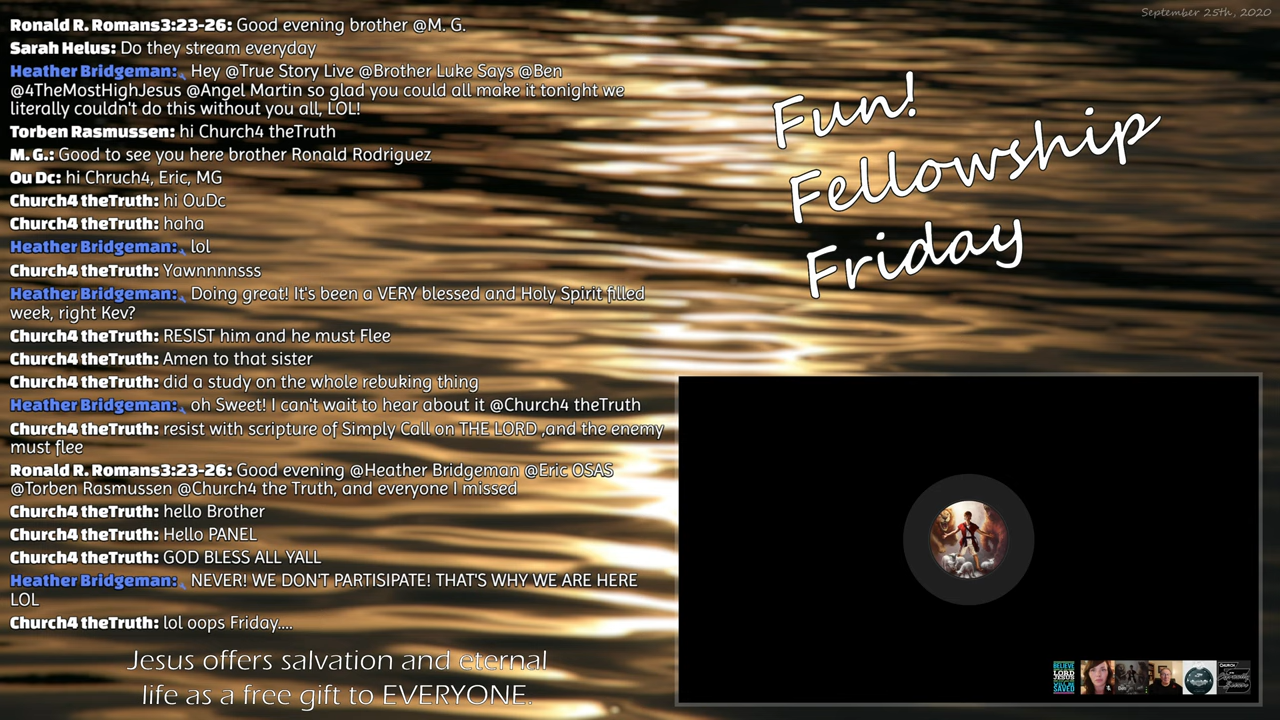 September 25th, 2020
Ronald R. Romans3:23-26: Good evening brother @M. G.
Sarah Helus: Do they stream everyday
Heather Bridgeman: Hey @True Story Live @Brother Luke Says @Ben
@4TheMostHighJesus @Angel Martin so glad you could all make it tonight we
literally couldn't do this without you all, LOL!
Torben Rasmussen: hi Church4 theTruth
M. G.: Good to see you here brother Ronald Rodriguez
Ou Dc: hi Chruch4, Eric, MG
Church4 theTruth: hi OuDc
Church4 theTruth: haha
Heather Bridgeman: lol
Church4 theTruth: Yawnnnnsss
Heather Bridgeman: Doing great! It's been a VERY blessed and Holy Spirit filled
week, right Kev?
Church4 theTruth: RESIST him and he must Flee
Church4 theTruth: Amen to that sister
Church4 theTruth: did a study on the whole rebuking thing
Heather Bridgeman: oh Sweet! I can't wait to hear about it @Church4 theTruth
Church4 theTruth: resist with scripture of Simply Call on THE LORD ,and the enemy
must flee
Ronald R. Romans3:23-26: Good evening @Heather Bridgeman @Eric OSAS
@Torben Rasmussen @Church4 the Truth, and everyone I missed
Church4 theTruth: hello Brother
Church4 theTruth: Hello PANEL
Church4 theTruth: GOD BLESS ALL YALL
Heather Bridgeman: NEVER! WE DON'T PARTISIPATE! THAT'S WHY WE ARE HERE
LOL
Church4 theTruth: lol oops Friday....
Jesus offers salvation and eternal
life as a free gift to EVERYONE.
Fun!
Fellowship
Friday
BELIEVE
LORD
JESUS
SAVED
CHURCH